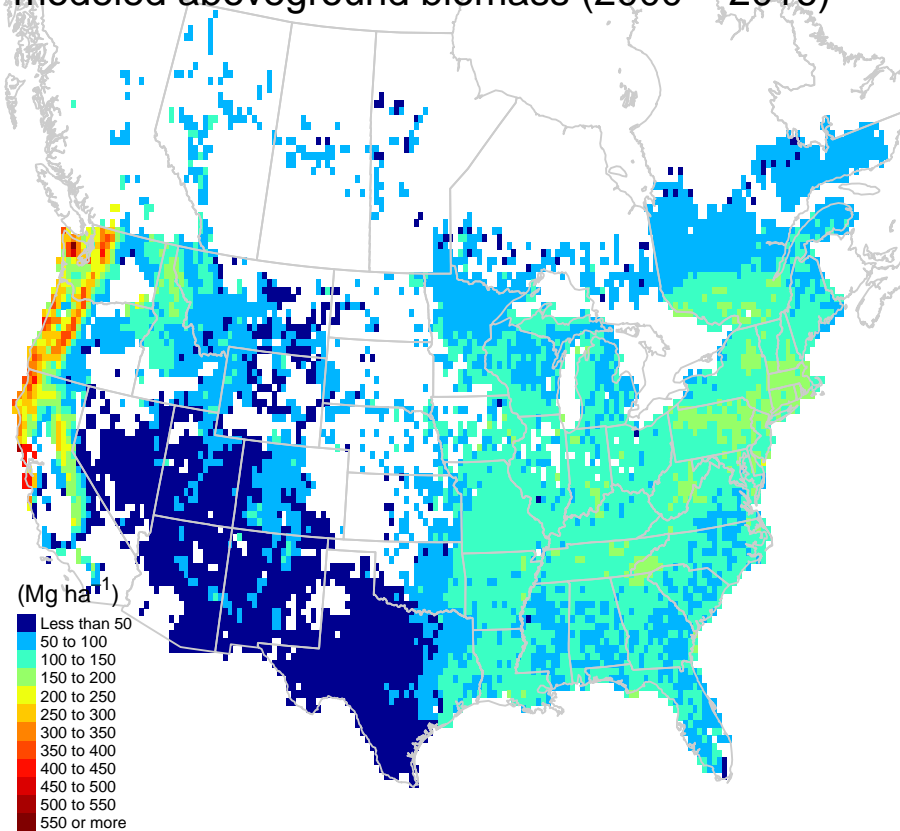 modeled aboveground biomass
(Mg ha⁻¹)
Less than 50
50 to 100
100 to 150
150 to 200
200 to 250
250 to 300
300 to 350
350 to 400
400 to 450
450 to 500
500 to 550
550 or more